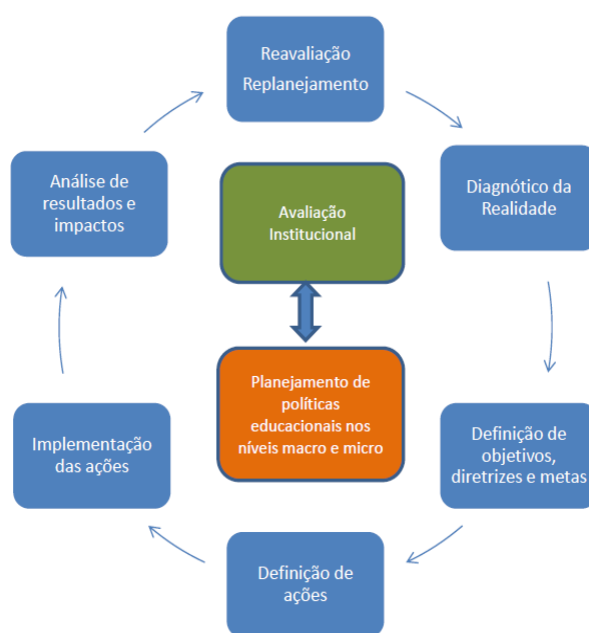 Reavaliação
Replanejamento
Diagnótico da
Realidade
Definição de
objetivos,
diretrizes e metas
Definição de
ações
Implementação
das ações
Análise de
resultados e
impactos
Avaliação
Institucional
Planejamento de
políticas
educacionais nos
níveis macro e micro